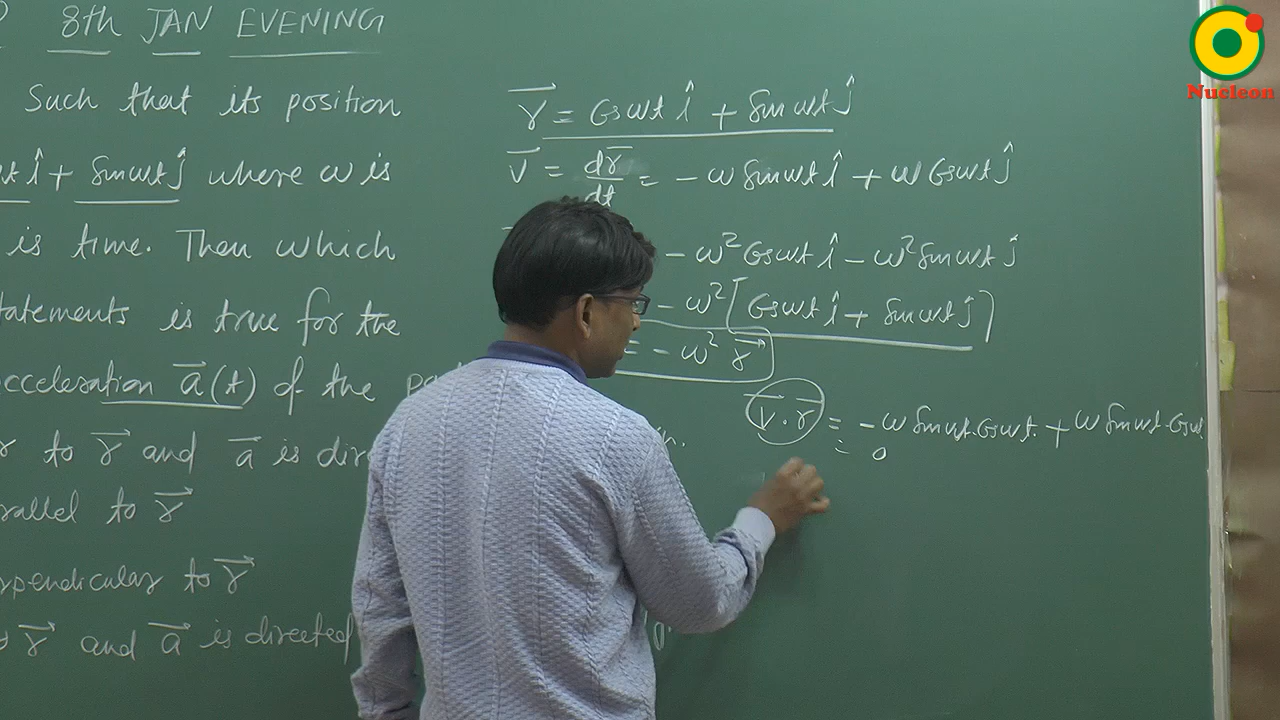 8th JAN EVENING
Such that its position
ωt î + Sinωt ĵ where ω is
is time. Then which
tatements is true for the
acceleration a⃗(t) of the
r to r⃗ and a⃗ is dire
rallel to r⃗
rpendicular to r⃗
r⃗ and a⃗ is directed
r⃗ = Cosωt î + Sinωt ĵ
v⃗ = dr⃗/dt = -ω Sinωt î + ω Cosωt ĵ
- ω² Cosωt î - ω² Sinωt ĵ
- ω² [Cosωt î + Sinωt ĵ]
= - ω² r⃗
v⃗ . r⃗ = -ω Sinωt. Cosωt. + ω Sinωt. Cosωt
= 0
Nucleon